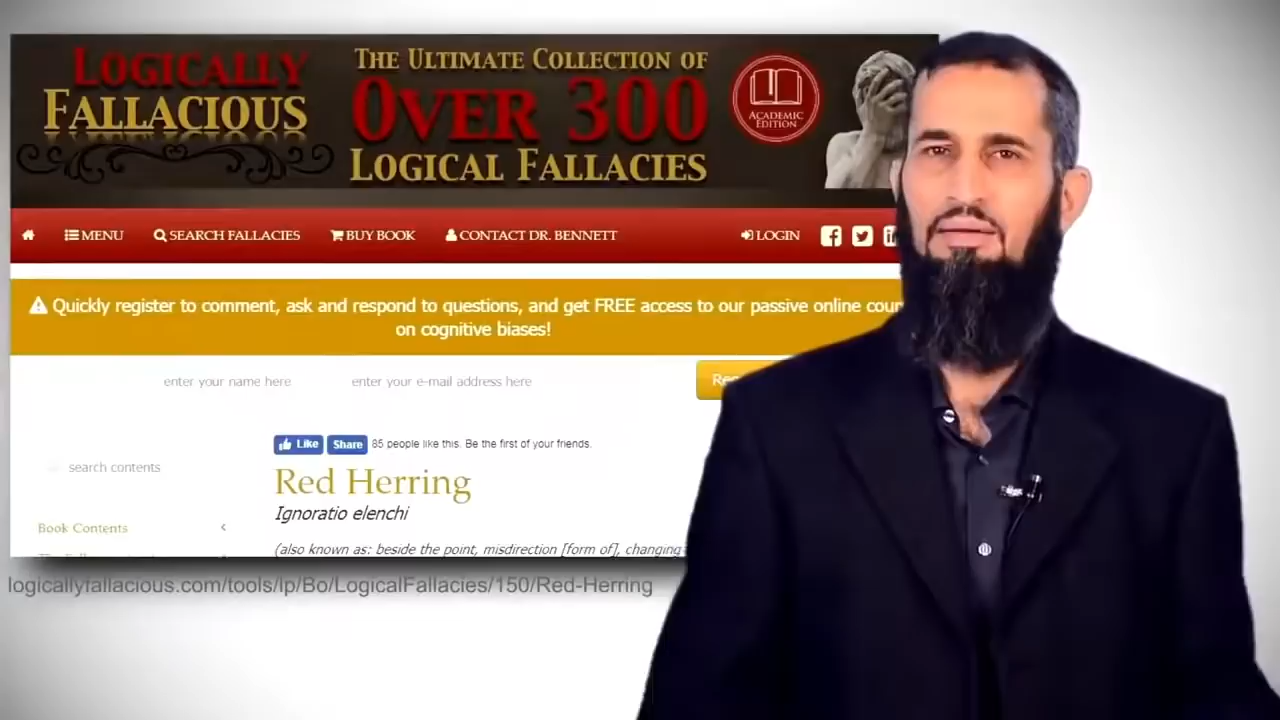 LOGICALLY
FALLACIOUS
THE ULTIMATE COLLECTION OF
OVER 300
LOGICAL FALLACIES
ACADEMIC
EDITION
MENU SEARCH FALLACIES BUY BOOK CONTACT DR. BENNETT LOGIN
Quickly register to comment, ask and respond to questions, and get FREE access to our passive online
on cognitive biases!
enter your name here enter your e-mail address here
Like Share 85 people like this. Be the first of your friends.
search contents
Red Herring
Ignoratio elenchi
Book Contents
(also known as: beside the point, misdirection [form of], changing
logicallyfallacious.com/tools/lp/Bo/LogicalFallacies/150/Red-Herring